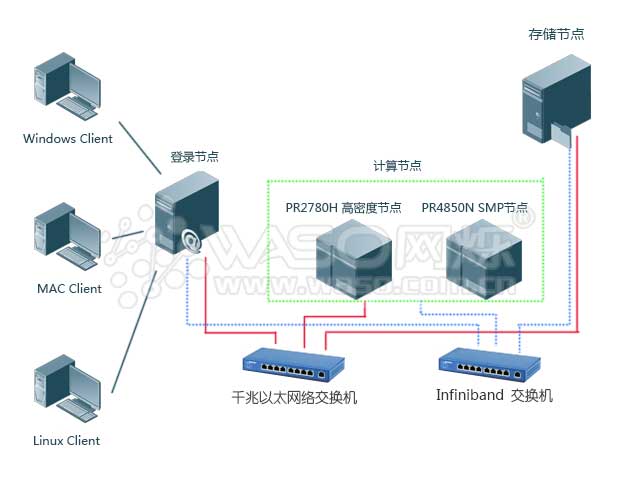 存储节点
Windows Client
登录节点
计算节点
PR2780H 高密度节点
PR4850N SMP节点
®
WASO网烁
www.waso.com.cn
MAC Client
千兆以太网络交换机
Infiniband 交换机
Linux Client